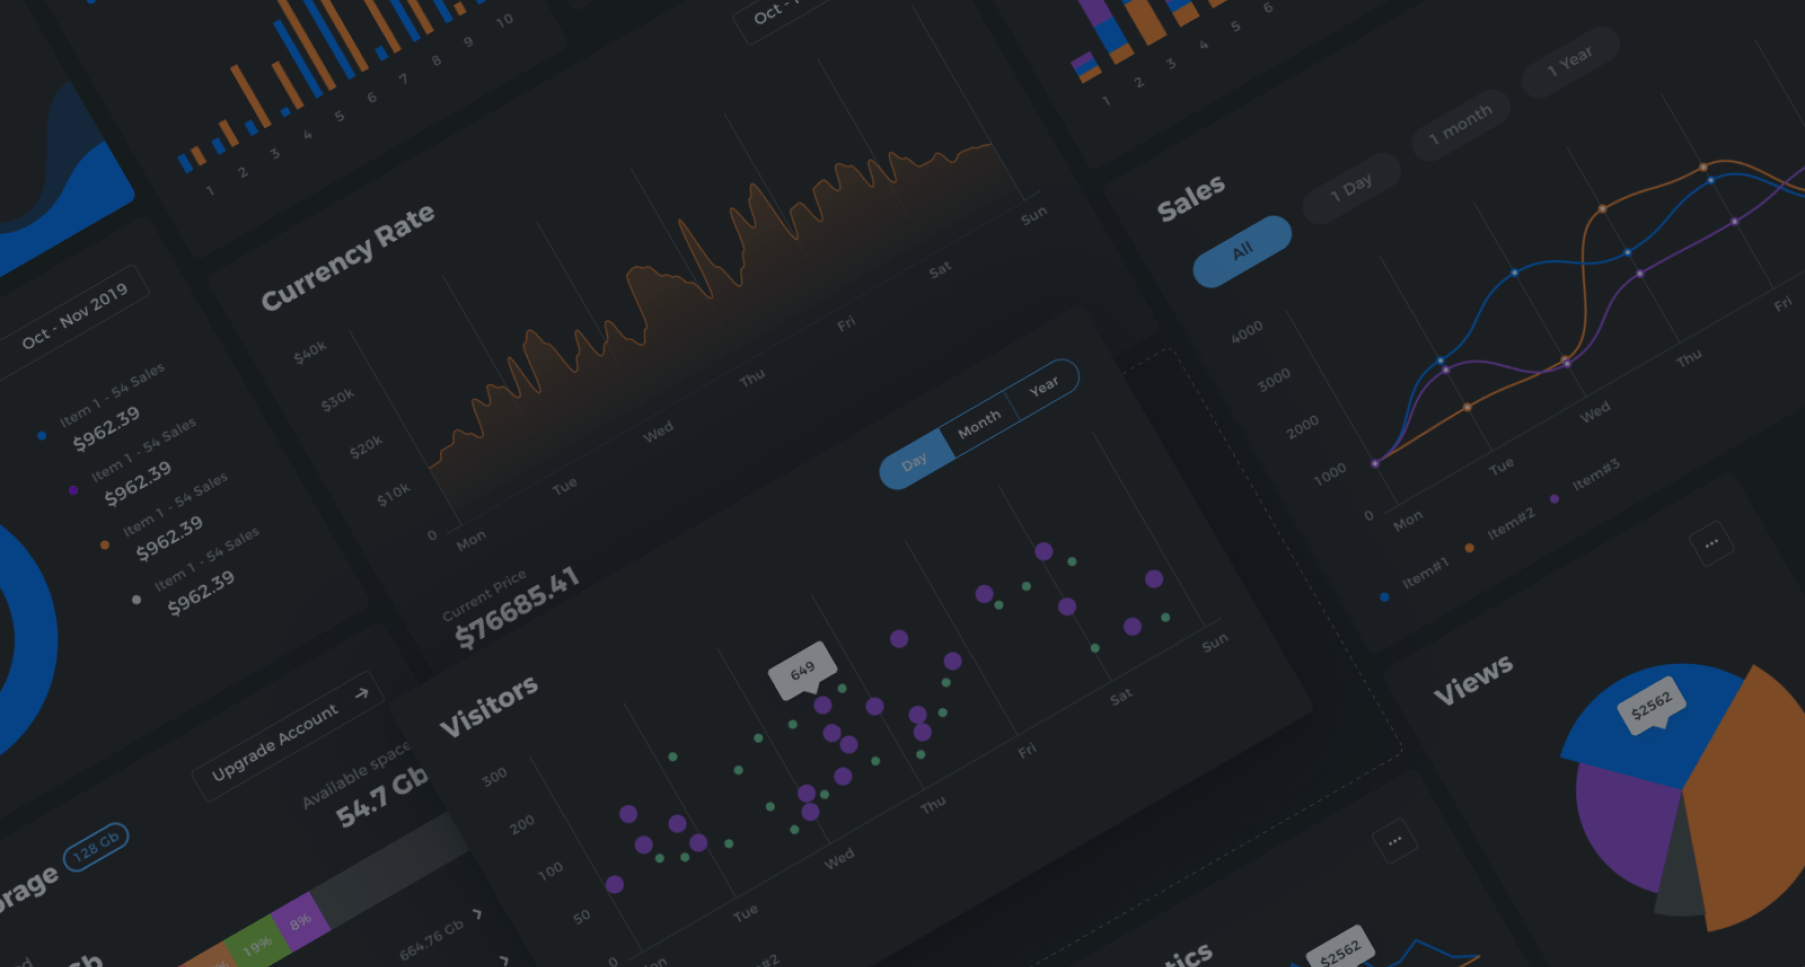 1
2
3
4
5
6
7
8
9
10
Oct -
1
2
3
4
5
6
Currency Rate
$40k
$30k
$20k
$10k
0
Mon
Tue
Wed
Thu
Fri
Sat
Sun
Current Price
$76685.41
Sales
All
1 Day
1 month
1 Year
4000
3000
2000
1000
0
Mon
Tue
Wed
Thu
Fri
Item#1
Item#2
Item#3
Oct - Nov 2019
Item 1 - 54 Sales
$962.39
Item 1 - 54 Sales
$962.39
Item 1 - 54 Sales
$962.39
Item 1 - 54 Sales
$962.39
Visitors
Day
Month
Year
649
300
200
100
50
0
Tue
Wed
Thu
Fri
Sat
Sun
#2
Views
$2562
Upgrade Account
Available space
54.7 Gb
orage
128 Gb
%
19%
8%
664.76 Gb
tics
$2562